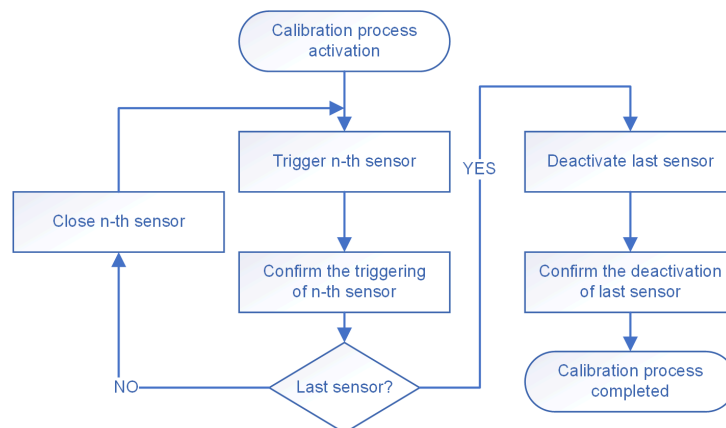 Calibration process
activation
Trigger n-th sensor
Confirm the triggering
of n-th sensor
Last sensor?
NO
Close n-th sensor
YES
Deactivate last sensor
Confirm the deactivation
of last sensor
Calibration process
completed